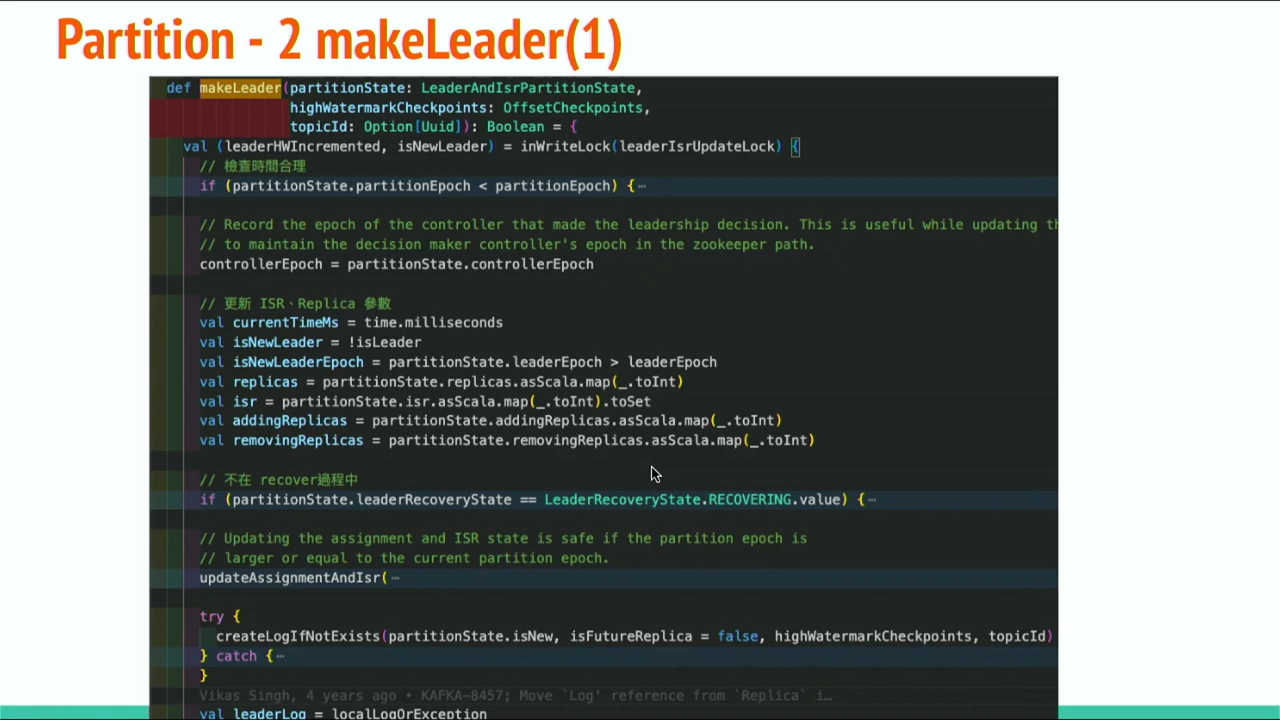 Partition - 2 makeLeader(1)
def makeLeader(partitionState: LeaderAndIsrPartitionState,
highWatermarkCheckpoints: OffsetCheckpoints,
topicId: Option[Uuid]): Boolean = {
val (leaderHWIncremented, isNewLeader) = inWriteLock(leaderIsrUpdateLock) {
// 檢查時間合理
if (partitionState.partitionEpoch < partitionEpoch) {⋯
// Record the epoch of the controller that made the leadership decision. This is useful while updating th
// to maintain the decision maker controller's epoch in the zookeeper path.
controllerEpoch = partitionState.controllerEpoch
// 更新 ISR、Replica 參數
val currentTimeMs = time.milliseconds
val isNewLeader = !isLeader
val isNewLeaderEpoch = partitionState.leaderEpoch > leaderEpoch
val replicas = partitionState.replicas.asScala.map(_.toInt)
val isr = partitionState.isr.asScala.map(_.toInt).toSet
val addingReplicas = partitionState.addingReplicas.asScala.map(_.toInt)
val removingReplicas = partitionState.removingReplicas.asScala.map(_.toInt)
// 不在 recover過程中
if (partitionState.leaderRecoveryState == LeaderRecoveryState.RECOVERING.value) {⋯
// Updating the assignment and ISR state is safe if the partition epoch is
// larger or equal to the current partition epoch.
updateAssignmentAndIsr(⋯
try {
createLogIfNotExists(partitionState.isNew, isFutureReplica = false, highWatermarkCheckpoints, topicId)
} catch {⋯
}
Vikas Singh, 4 years ago • KAFKA-8457; Move `Log' reference from `Replica` i…
val leaderLog = localLogOrException